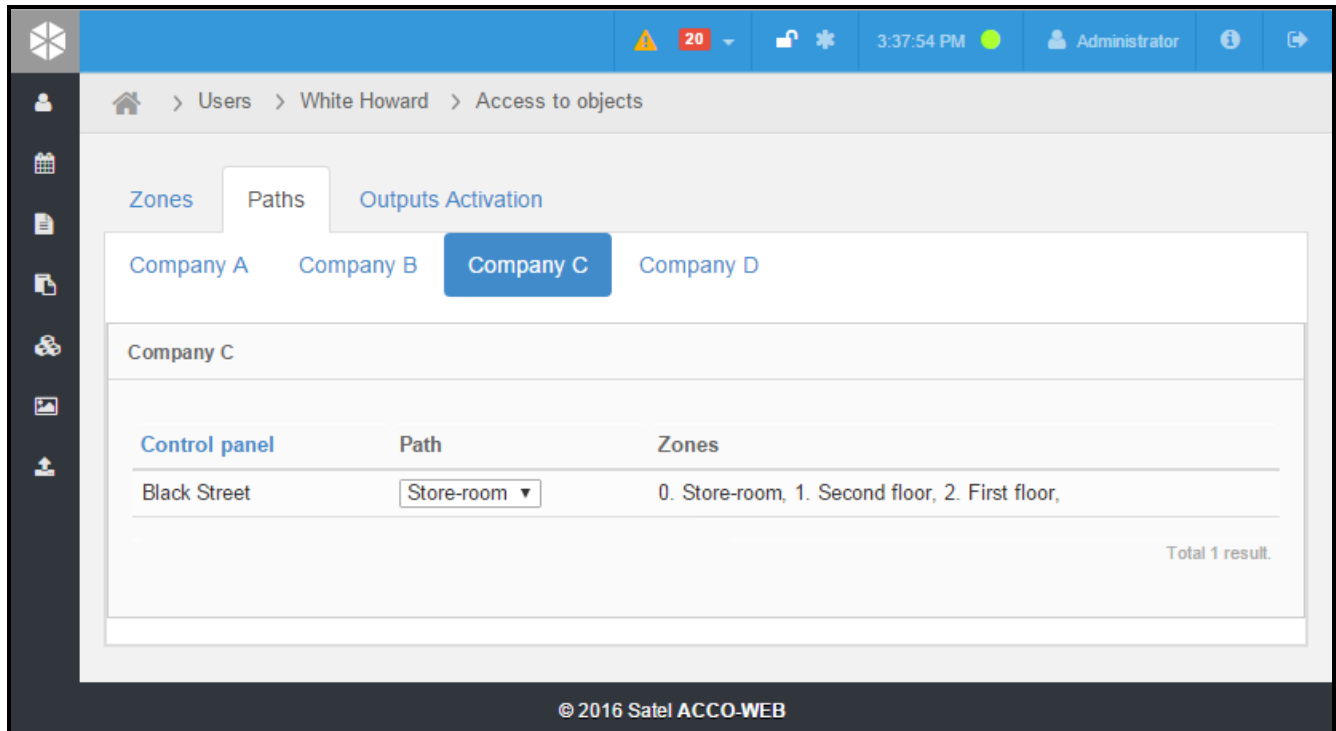 20 3:37:54 PM Administrator
> Users > White Howard > Access to objects
Zones Paths Outputs Activation
Company A Company B Company C Company D
Company C
Control panel Path Zones
Black Street Store-room ▼ 0. Store-room, 1. Second floor, 2. First floor,
Total 1 result.
© 2016 Satel ACCO-WEB